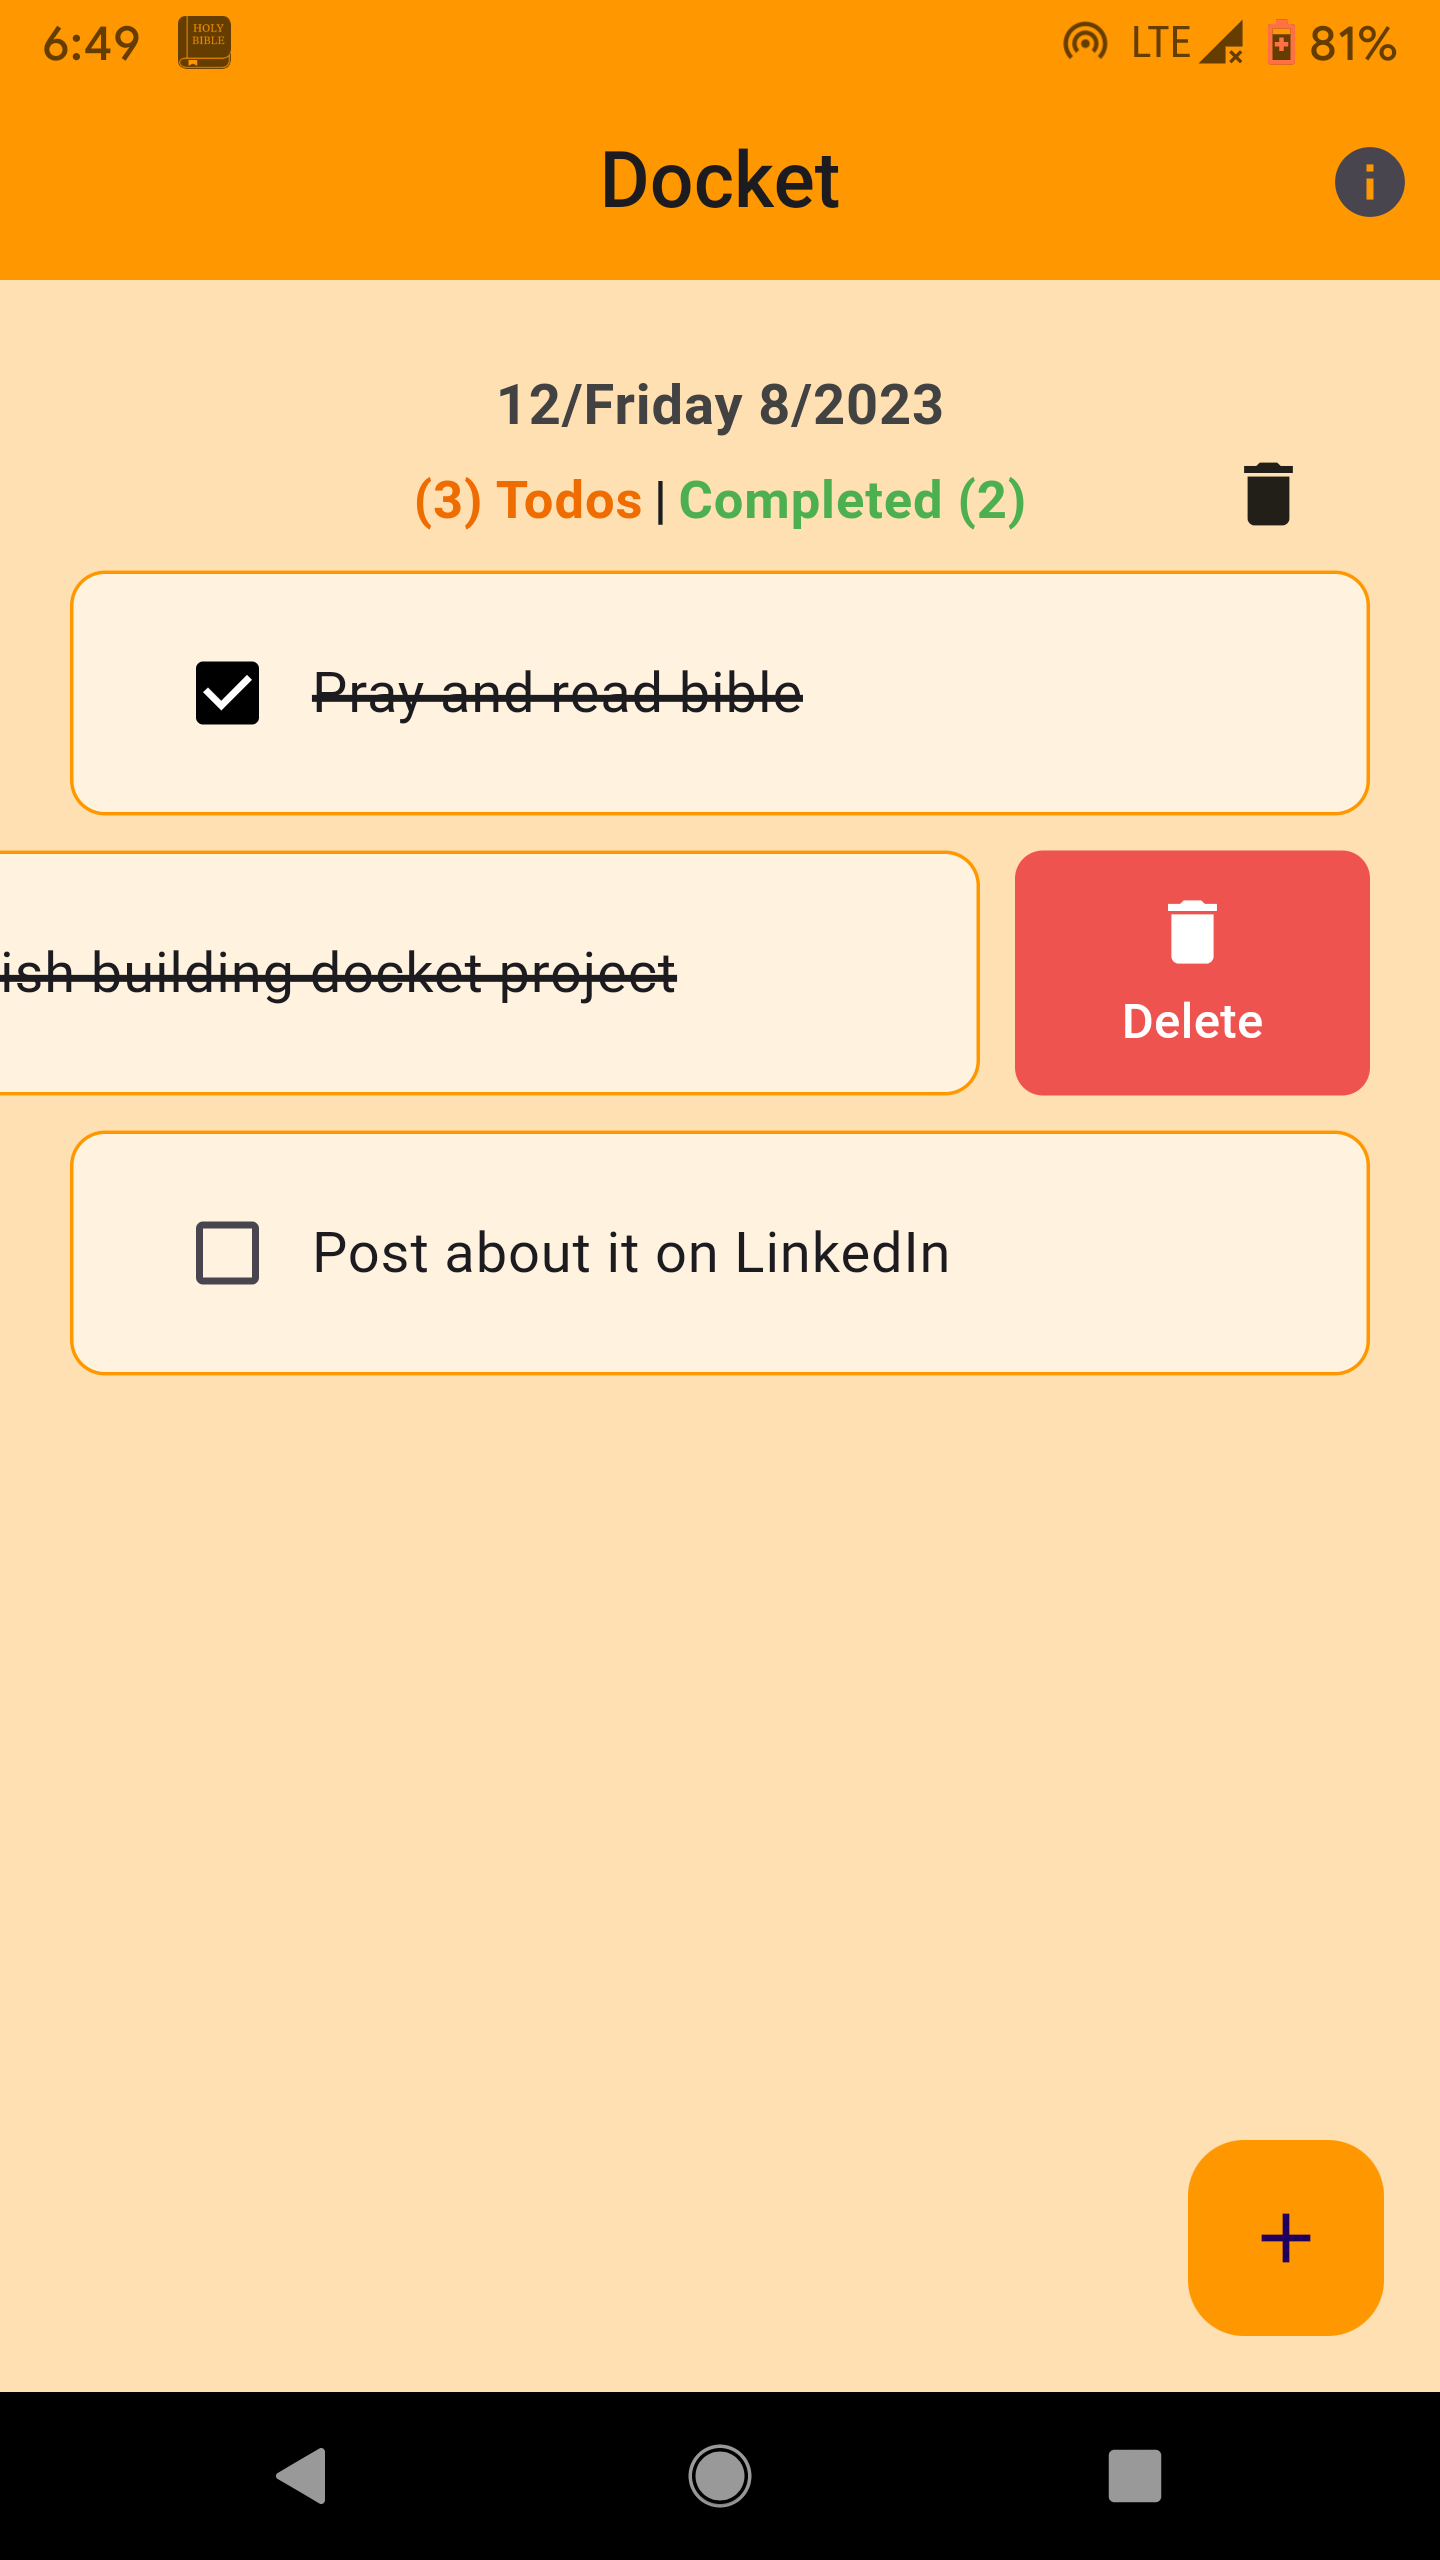 6:49 HOLY BIBLE LTE 81%
Docket
12/Friday 8/2023
(3) Todos | Completed (2)
Pray and read bible
ish building docket project
Delete
Post about it on LinkedIn